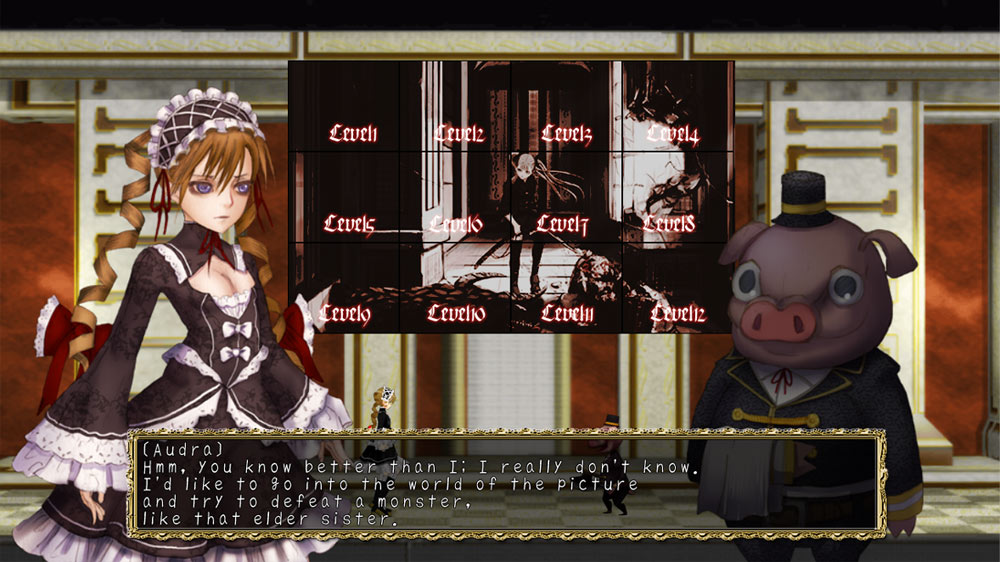 Level1 Level2 Level3 Level4
Level5 Level6 Level7 Level8
Level9 Level10 Level11 Level12
(Audra)
Hmm, you know better than I; I really don't know.
I'd like to go into the world of the picture
and try to defeat a monster,
like that elder sister.